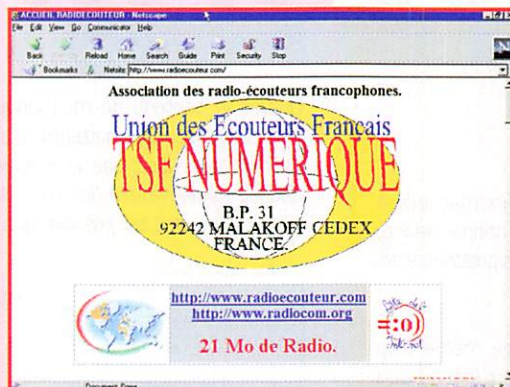 ACCUEIL RADIOECOUTEUR - Netscape
File Edit View Go Communicator Help
Back Reload Home Search Guide Print Security Stop
Bookmarks Netsite: http://www.radioecouteur.com/
Association des radio-écouteurs francophones.
Union des Ecouteurs Francais
TSF NUMERIQUE
B.P. 31
92242 MALAKOFF CEDEX
FRANCE.
http://www.radioecouteur.com
http://www.radiocom.org
=:o)
21 Mo de Radio.
Document Done